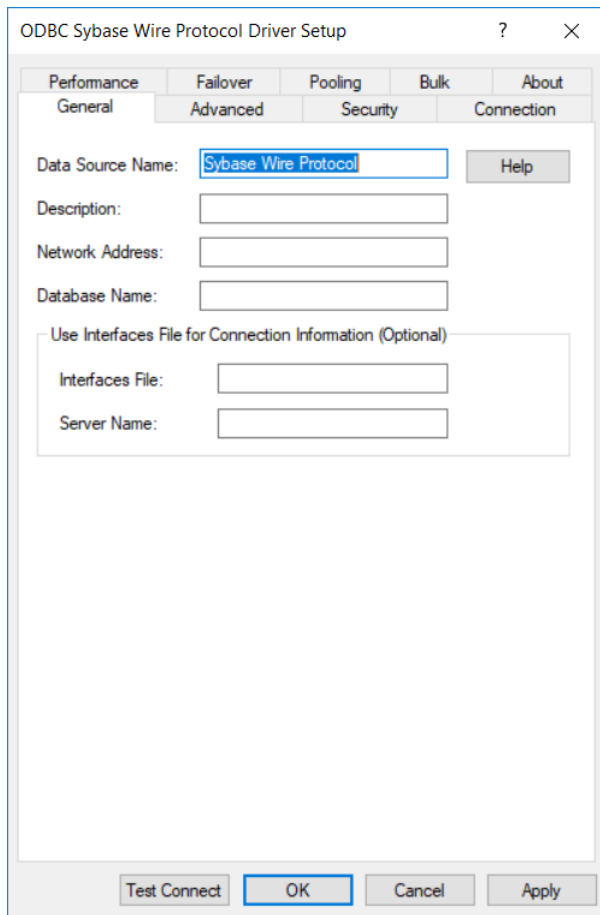 ODBC Sybase Wire Protocol Driver Setup ?
Performance Failover Pooling Bulk About
General Advanced Security Connection
Data Source Name: Sybase Wire Protocol Help
Description:
Network Address:
Database Name:
Use Interfaces File for Connection Information (Optional)
Interfaces File:
Server Name:
Test Connect OK Cancel Apply